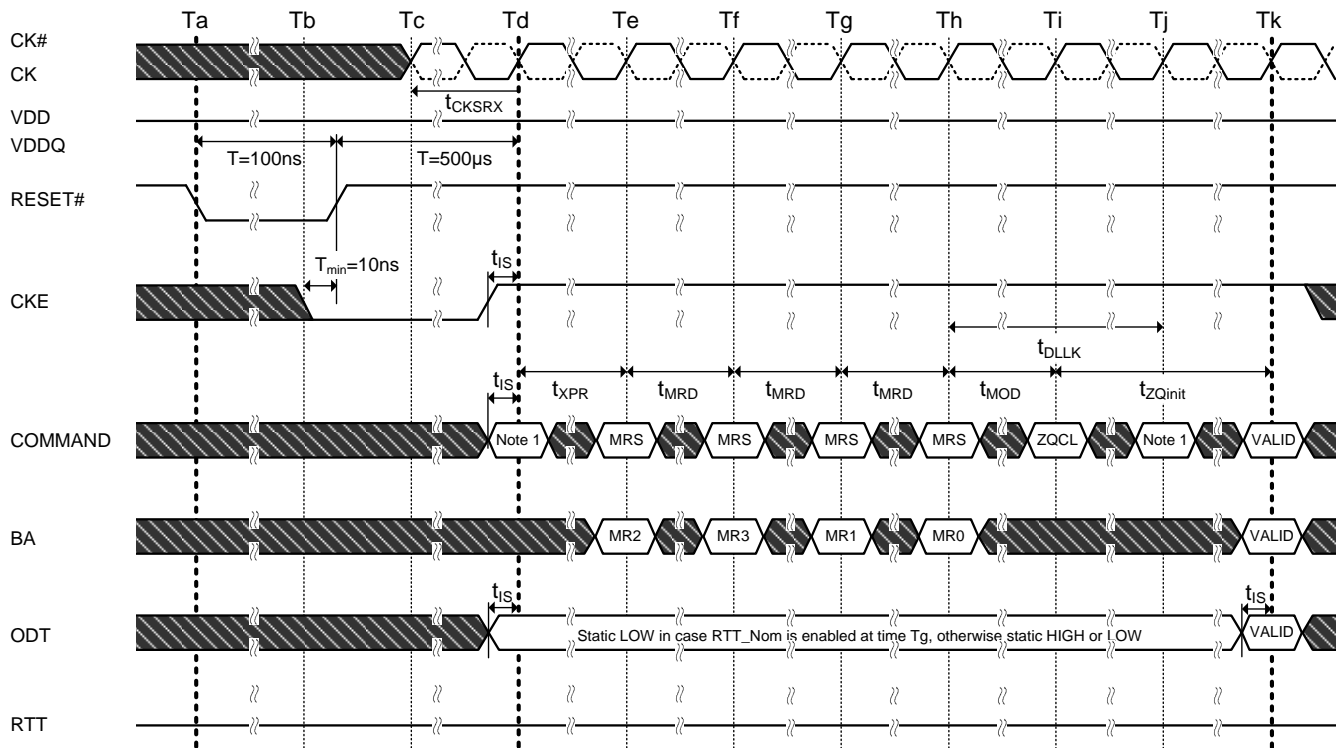 Ta Tb Tc Td Te Tf Tg Th Ti Tj Tk
CK#
CK
tCKSRX
VDD
VDDQ
T=100ns T=500µs
RESET#
Tmin=10ns
tIS
CKE
tDLLK
tIS tXPR tMRD tMRD tMRD tMOD tZQinit
COMMAND Note 1 MRS MRS MRS MRS ZQCL Note 1 VALID
BA MR2 MR3 MR1 MR0 VALID
tIS tIS
ODT Static LOW in case RTT_Nom is enabled at time Tg, otherwise static HIGH or LOW VALID
RTT